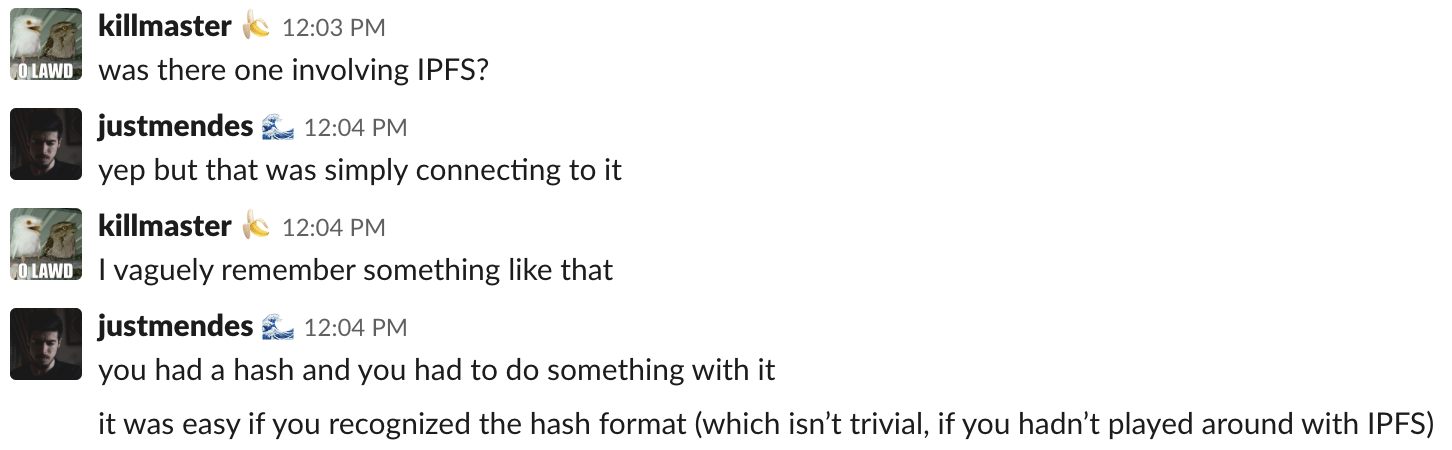 killmaster 🍌 12:03 PM
O LAWD
was there one involving IPFS?
justmendes 🌊 12:04 PM
yep but that was simply connecting to it
killmaster 🍌 12:04 PM
O LAWD
I vaguely remember something like that
justmendes 🌊 12:04 PM
you had a hash and you had to do something with it
it was easy if you recognized the hash format (which isn’t trivial, if you hadn’t played around with IPFS)